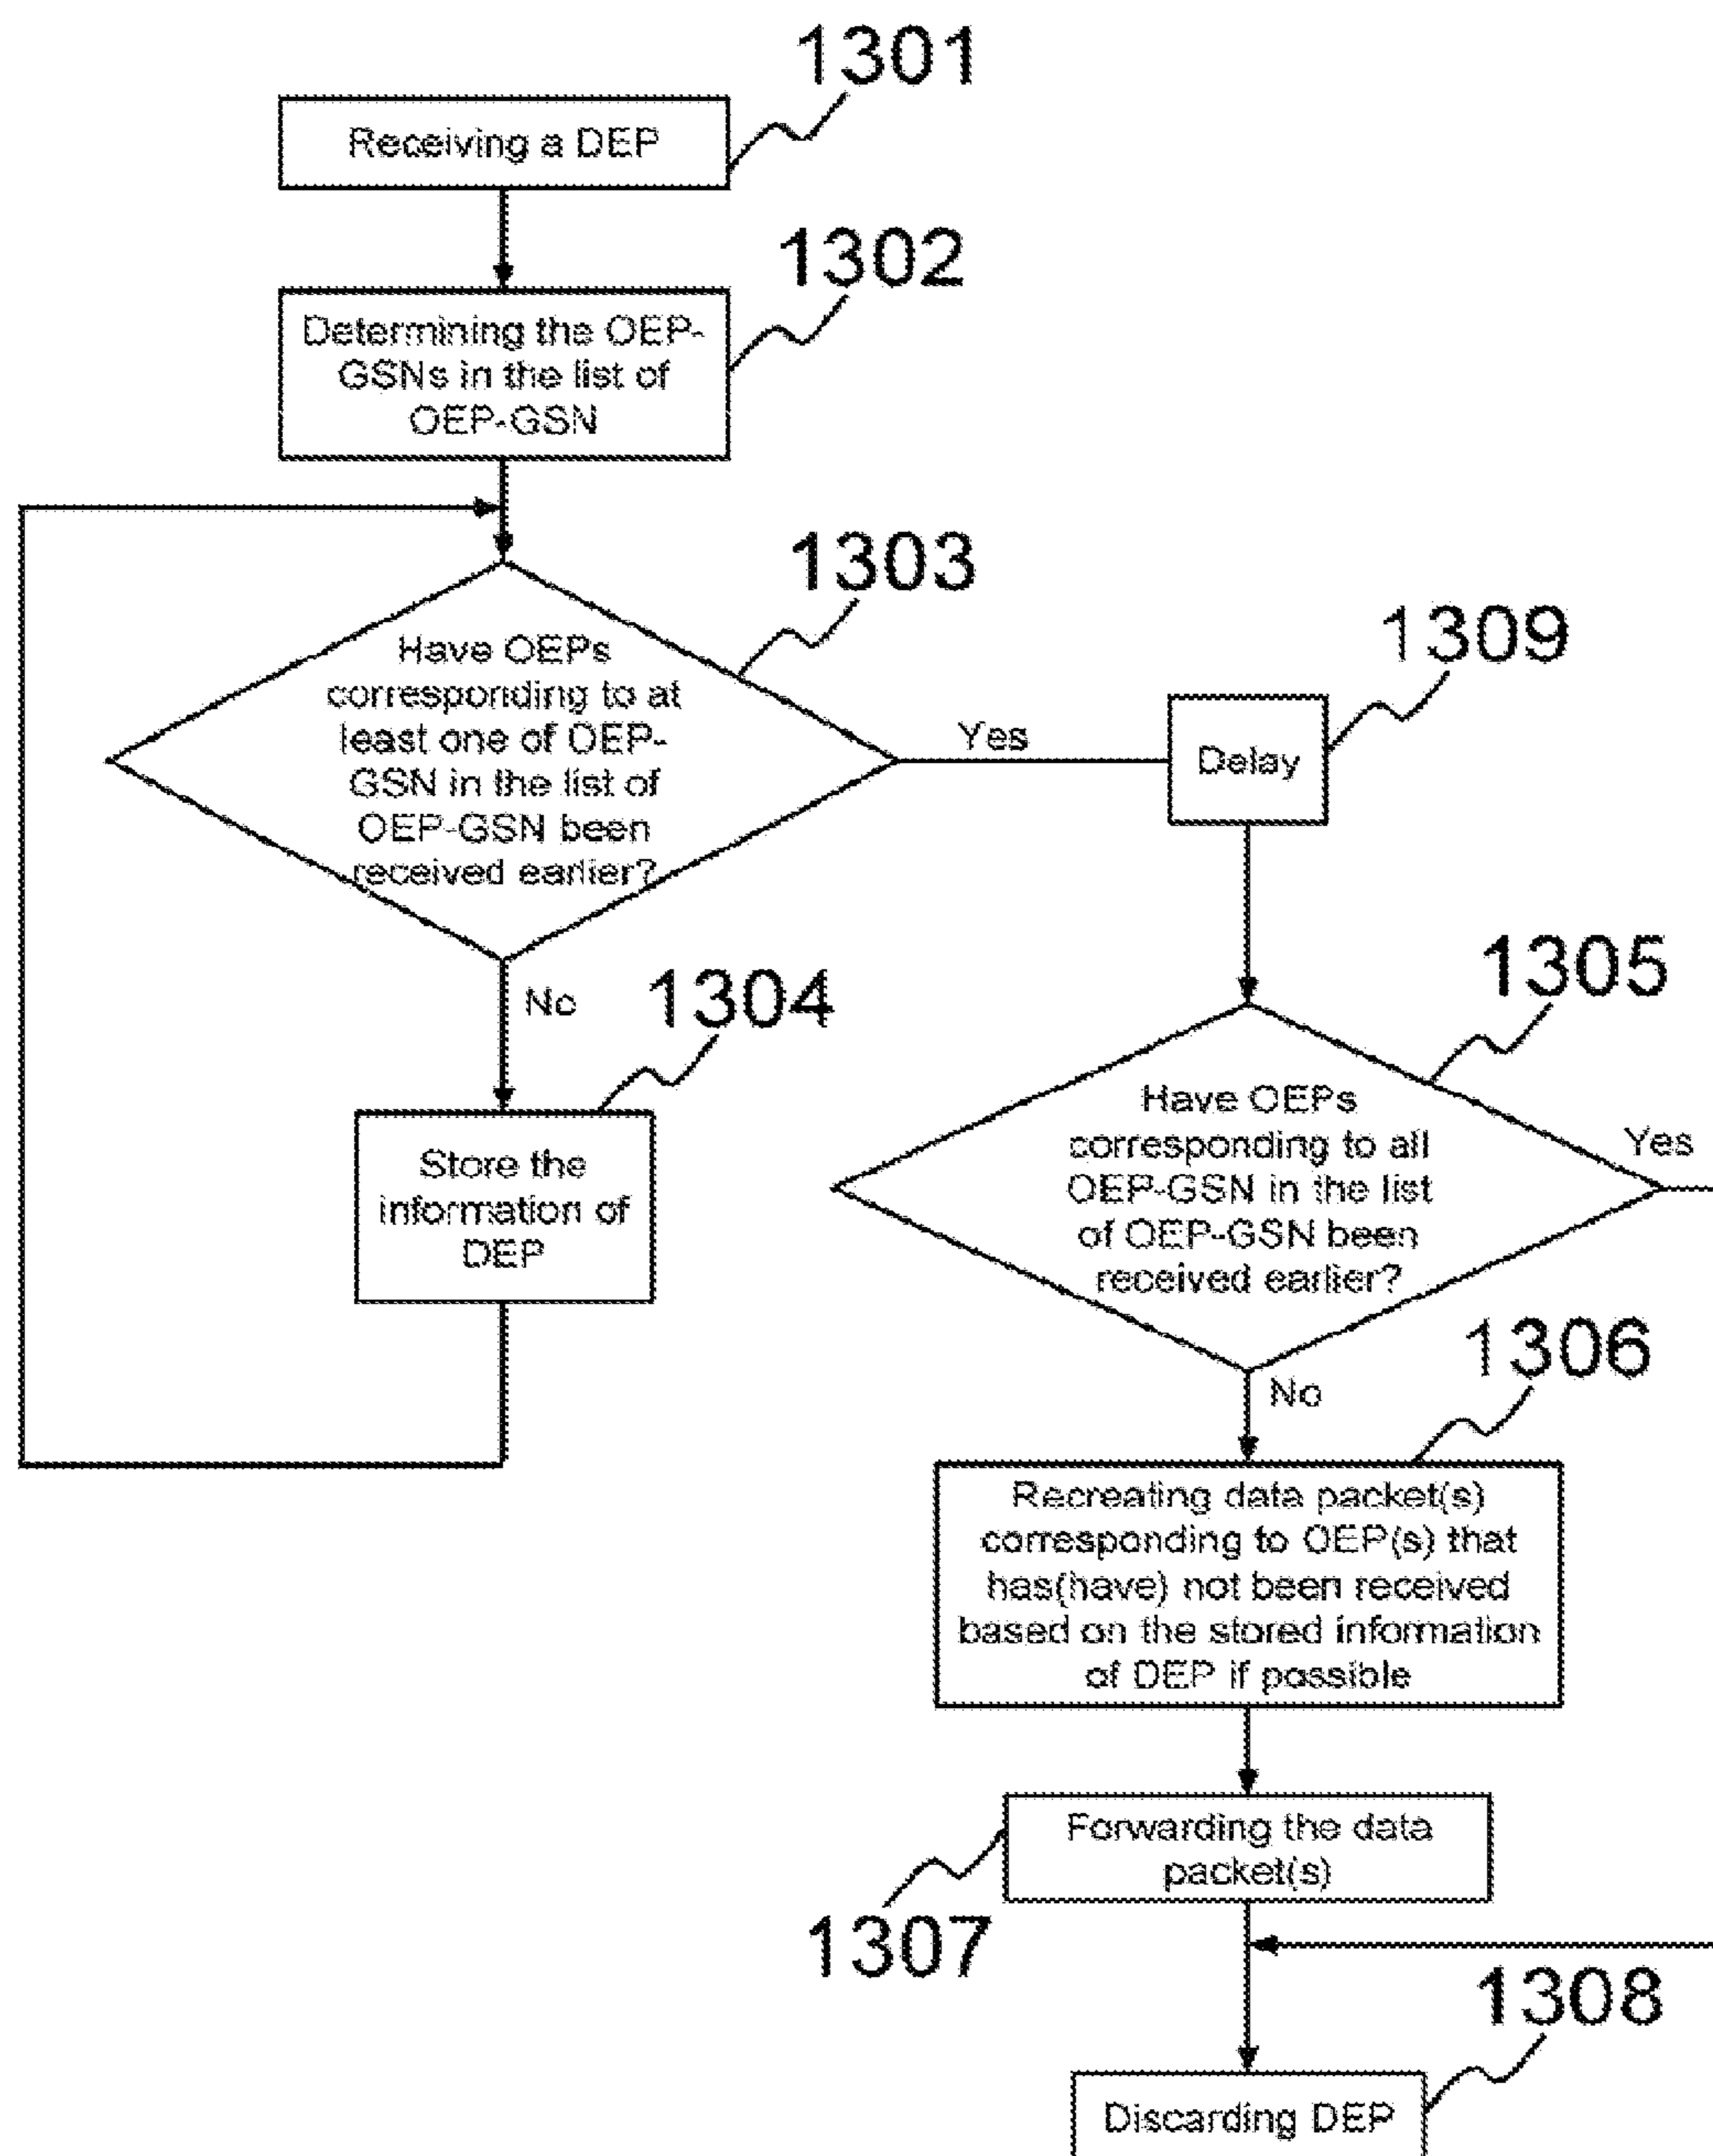 1301
Receiving a DEP
1302
Determining the OEP-
GSNs in the list of
OEP-GSN
1303
Have OEPs
corresponding to at
least one of OEP-
GSN in the list of
OEP-GSN been
received earlier?
Yes
1309
Delay
No
1304
Store the
information of
DEP
1305
Have OEPs
corresponding to all
OEP-GSN in the list
of OEP-GSN been
received earlier?
Yes
No
1306
Recreating data packet(s)
corresponding to OEP(s) that
has(have) not been received
based on the stored information
of DEP if possible
Forwarding the data
packet(s)
1307
1308
Discarding DEP